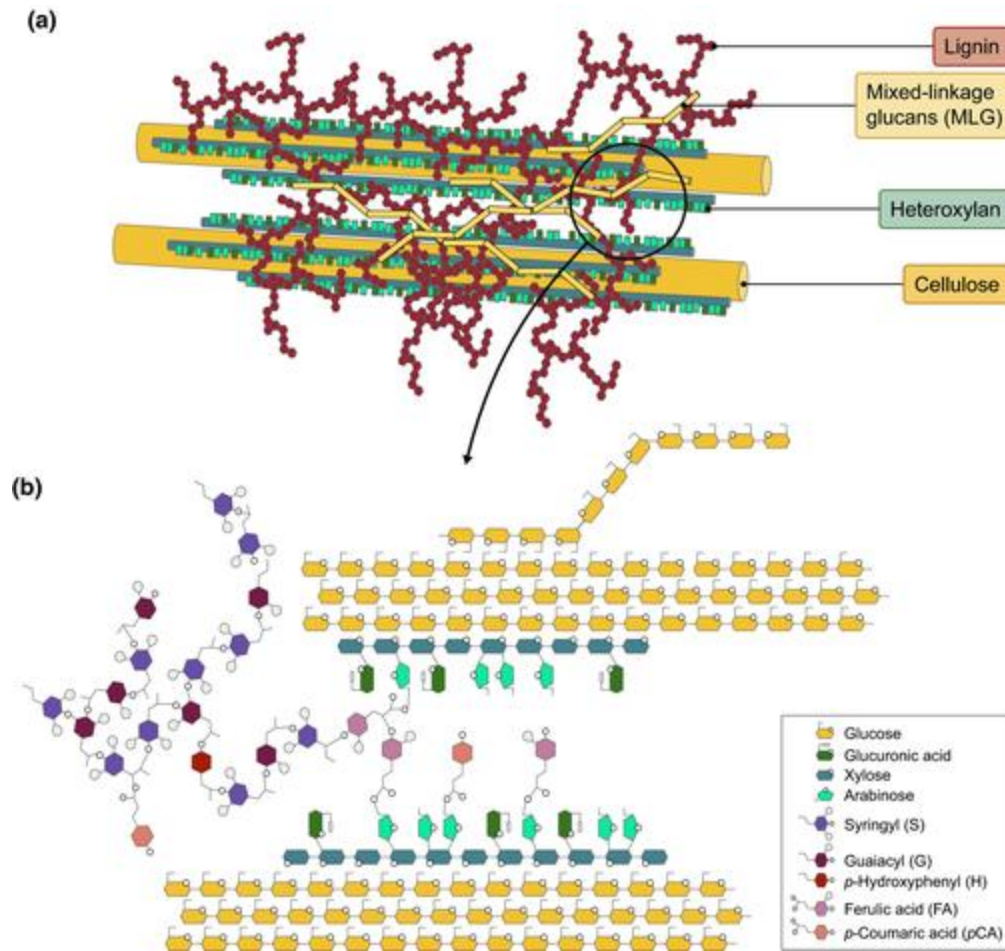 (a)
Lignin
Mixed-linkage
glucans (MLG)
Heteroxylan
Cellulose
(b)
Glucose
Glucuronic acid
Xylose
Arabinose
Syringyl (S)
Guaiacyl (G)
p-Hydroxyphenyl (H)
Ferulic acid (FA)
p-Coumaric acid (pCA)